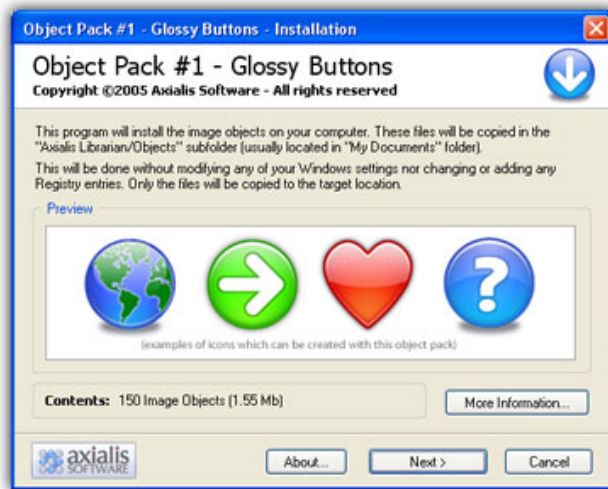 Object Pack #1 - Glossy Buttons - Installation
Object Pack #1 - Glossy Buttons
Copyright ©2005 Axialis Software - All rights reserved
This program will install the image objects on your computer. These files will be copied in the
"Axialis Librarian/Objects" subfolder (usually located in "My Documents" folder).
This will be done without modifying any of your Windows settings nor changing or adding any
Registry entries. Only the files will be copied to the target location.
Preview
?
(examples of icons which can be created with this object pack)
Contents: 150 Image Objects (1.55 Mb)
More Information...
axialis
SOFTWARE
About...
Next >
Cancel